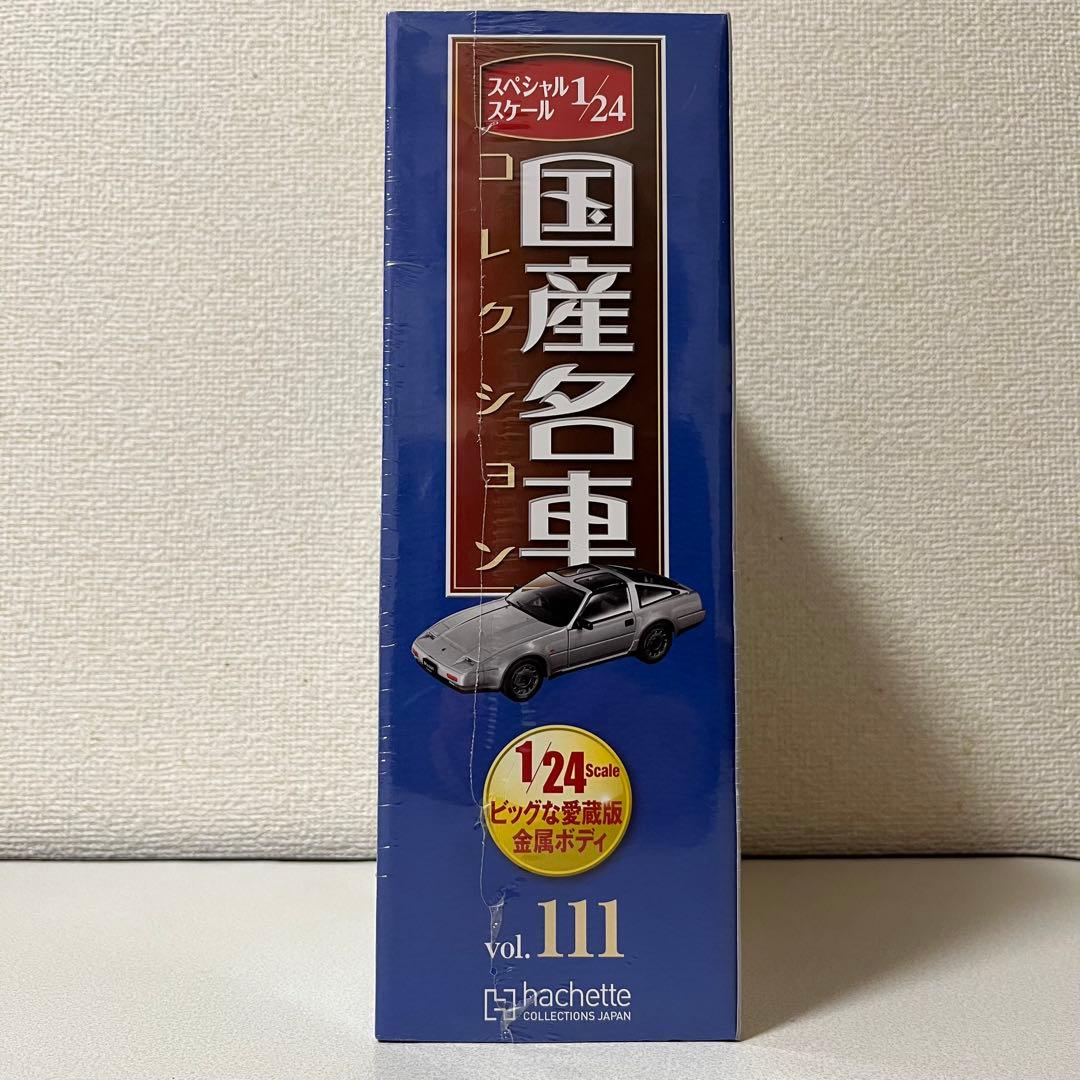 スペシャル
スケール 1/24
国産名車
コレクション
1/24 Scale
ビッグな愛蔵版
金属ボディ
vol. 111
hachette
COLLECTIONS JAPAN